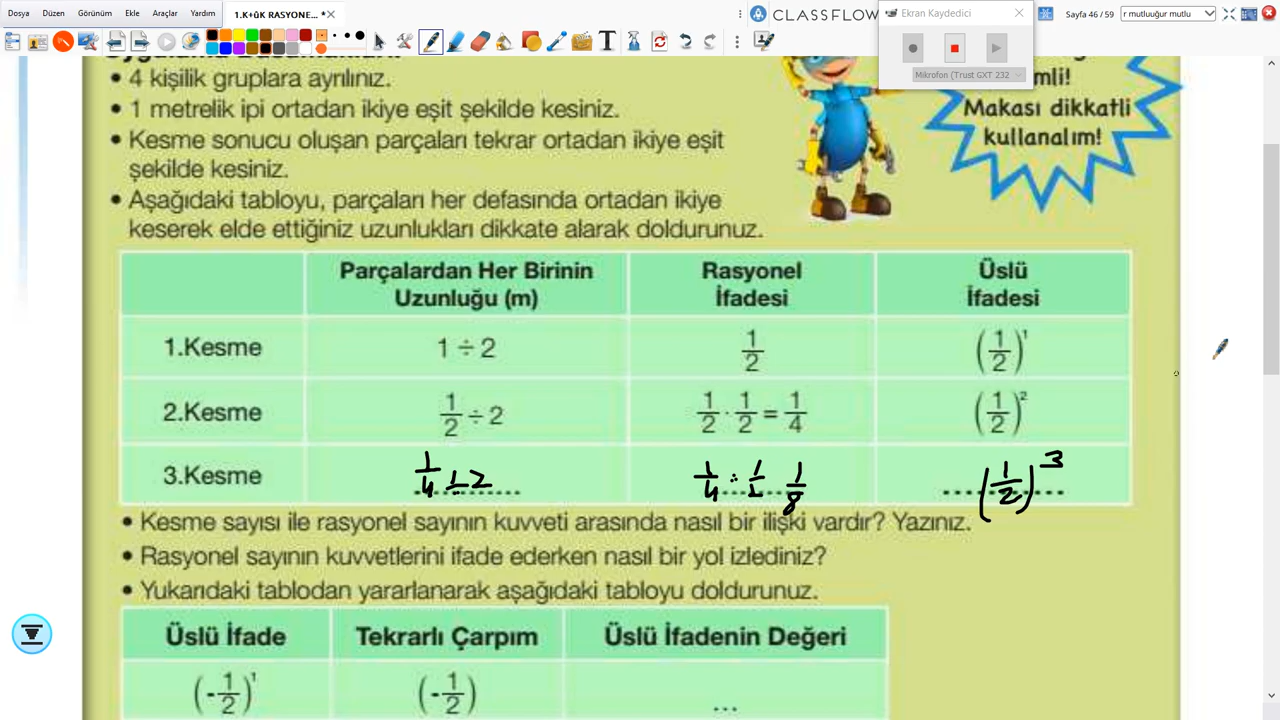 Dosya Düzen Görünüm Ekle Araçlar Yardım
1.K+ûK RASYONE... *
CLASSFLOW
Ekran Kaydedici
Mikrofon (Trust GXT 232
Sayfa 46 / 59
r mutluuğur mutlu
• 4 kişilik gruplara ayrılınız.
• 1 metrelik ipi ortadan ikiye eşit şekilde kesiniz.
• Kesme sonucu oluşan parçaları tekrar ortadan ikiye eşit
şekilde kesiniz.
• Aşağıdaki tabloyu, parçaları her defasında ortadan ikiye
keserek elde ettiğiniz uzunlukları dikkate alarak doldurunuz.
Makası dikkatli
kullanalım!
Parçalardan Her Birinin Uzunluğu (m) Rasyonel İfadesi Üslü İfadesi
1.Kesme 1 ÷ 2 1/2 (1/2)¹
2.Kesme 1/2 ÷ 2 1/2 · 1/2 = 1/4 (1/2)²
3.Kesme 1/4 ÷ 2 1/4 · 1/2 1/8 (1/2)³
• Kesme sayısı ile rasyonel sayının kuvveti arasında nasıl bir ilişki vardır? Yazınız.
• Rasyonel sayının kuvvetlerini ifade ederken nasıl bir yol izlediniz?
• Yukarıdaki tablodan yararlanarak aşağıdaki tabloyu doldurunuz.
Üslü İfade Tekrarlı Çarpım Üslü İfadenin Değeri
(-1/2)¹ (-1/2) ...